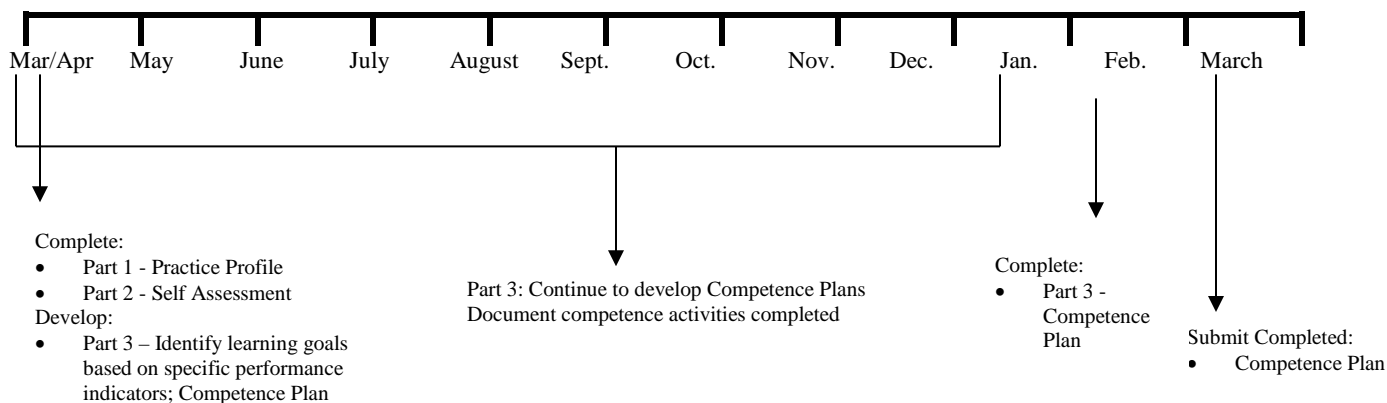 Mar/Apr May June July August Sept. Oct. Nov. Dec. Jan. Feb. March
Complete:
• Part 1 - Practice Profile
• Part 2 - Self Assessment
Develop:
• Part 3 – Identify learning goals
based on specific performance
indicators; Competence Plan
Part 3: Continue to develop Competence Plans
Document competence activities completed
Complete:
• Part 3 -
Competence
Plan
Submit Completed:
• Competence Plan